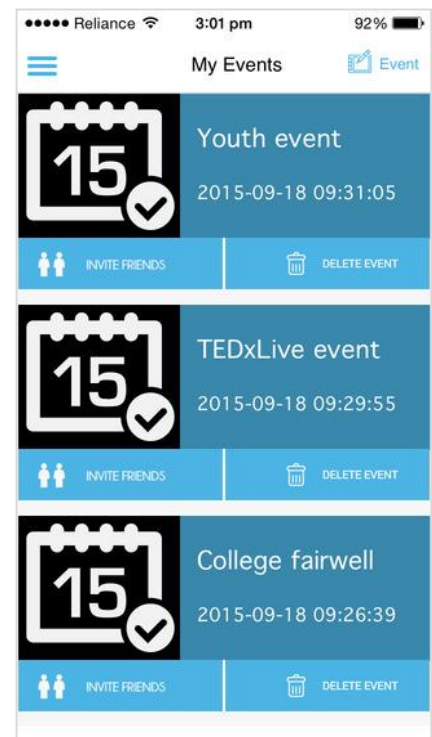 Reliance 3:01 pm 92%
My Events Event
15
Youth event
2015-09-18 09:31:05
INVITE FRIENDS DELETE EVENT
15
TEDxLive event
2015-09-18 09:29:55
INVITE FRIENDS DELETE EVENT
15
College fairwell
2015-09-18 09:26:39
INVITE FRIENDS DELETE EVENT